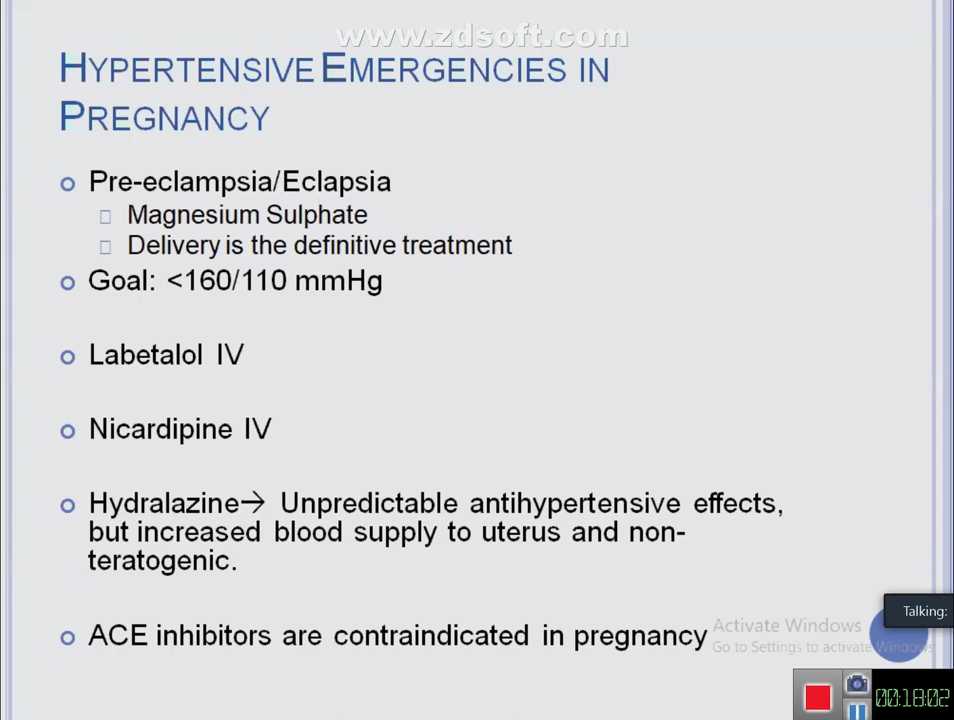 www.zdsoft.com
HYPERTENSIVE EMERGENCIES IN
PREGNANCY
Pre-eclampsia/Eclapsia
Magnesium Sulphate
Delivery is the definitive treatment
Goal: <160/110 mmHg
Labetalol IV
Nicardipine IV
Hydralazine→ Unpredictable antihypertensive effects,
but increased blood supply to uterus and non-
teratogenic.
ACE inhibitors are contraindicated in pregnancy
Talking:
Activate Windows
Go to Settings to activate Windows.
00:18:02